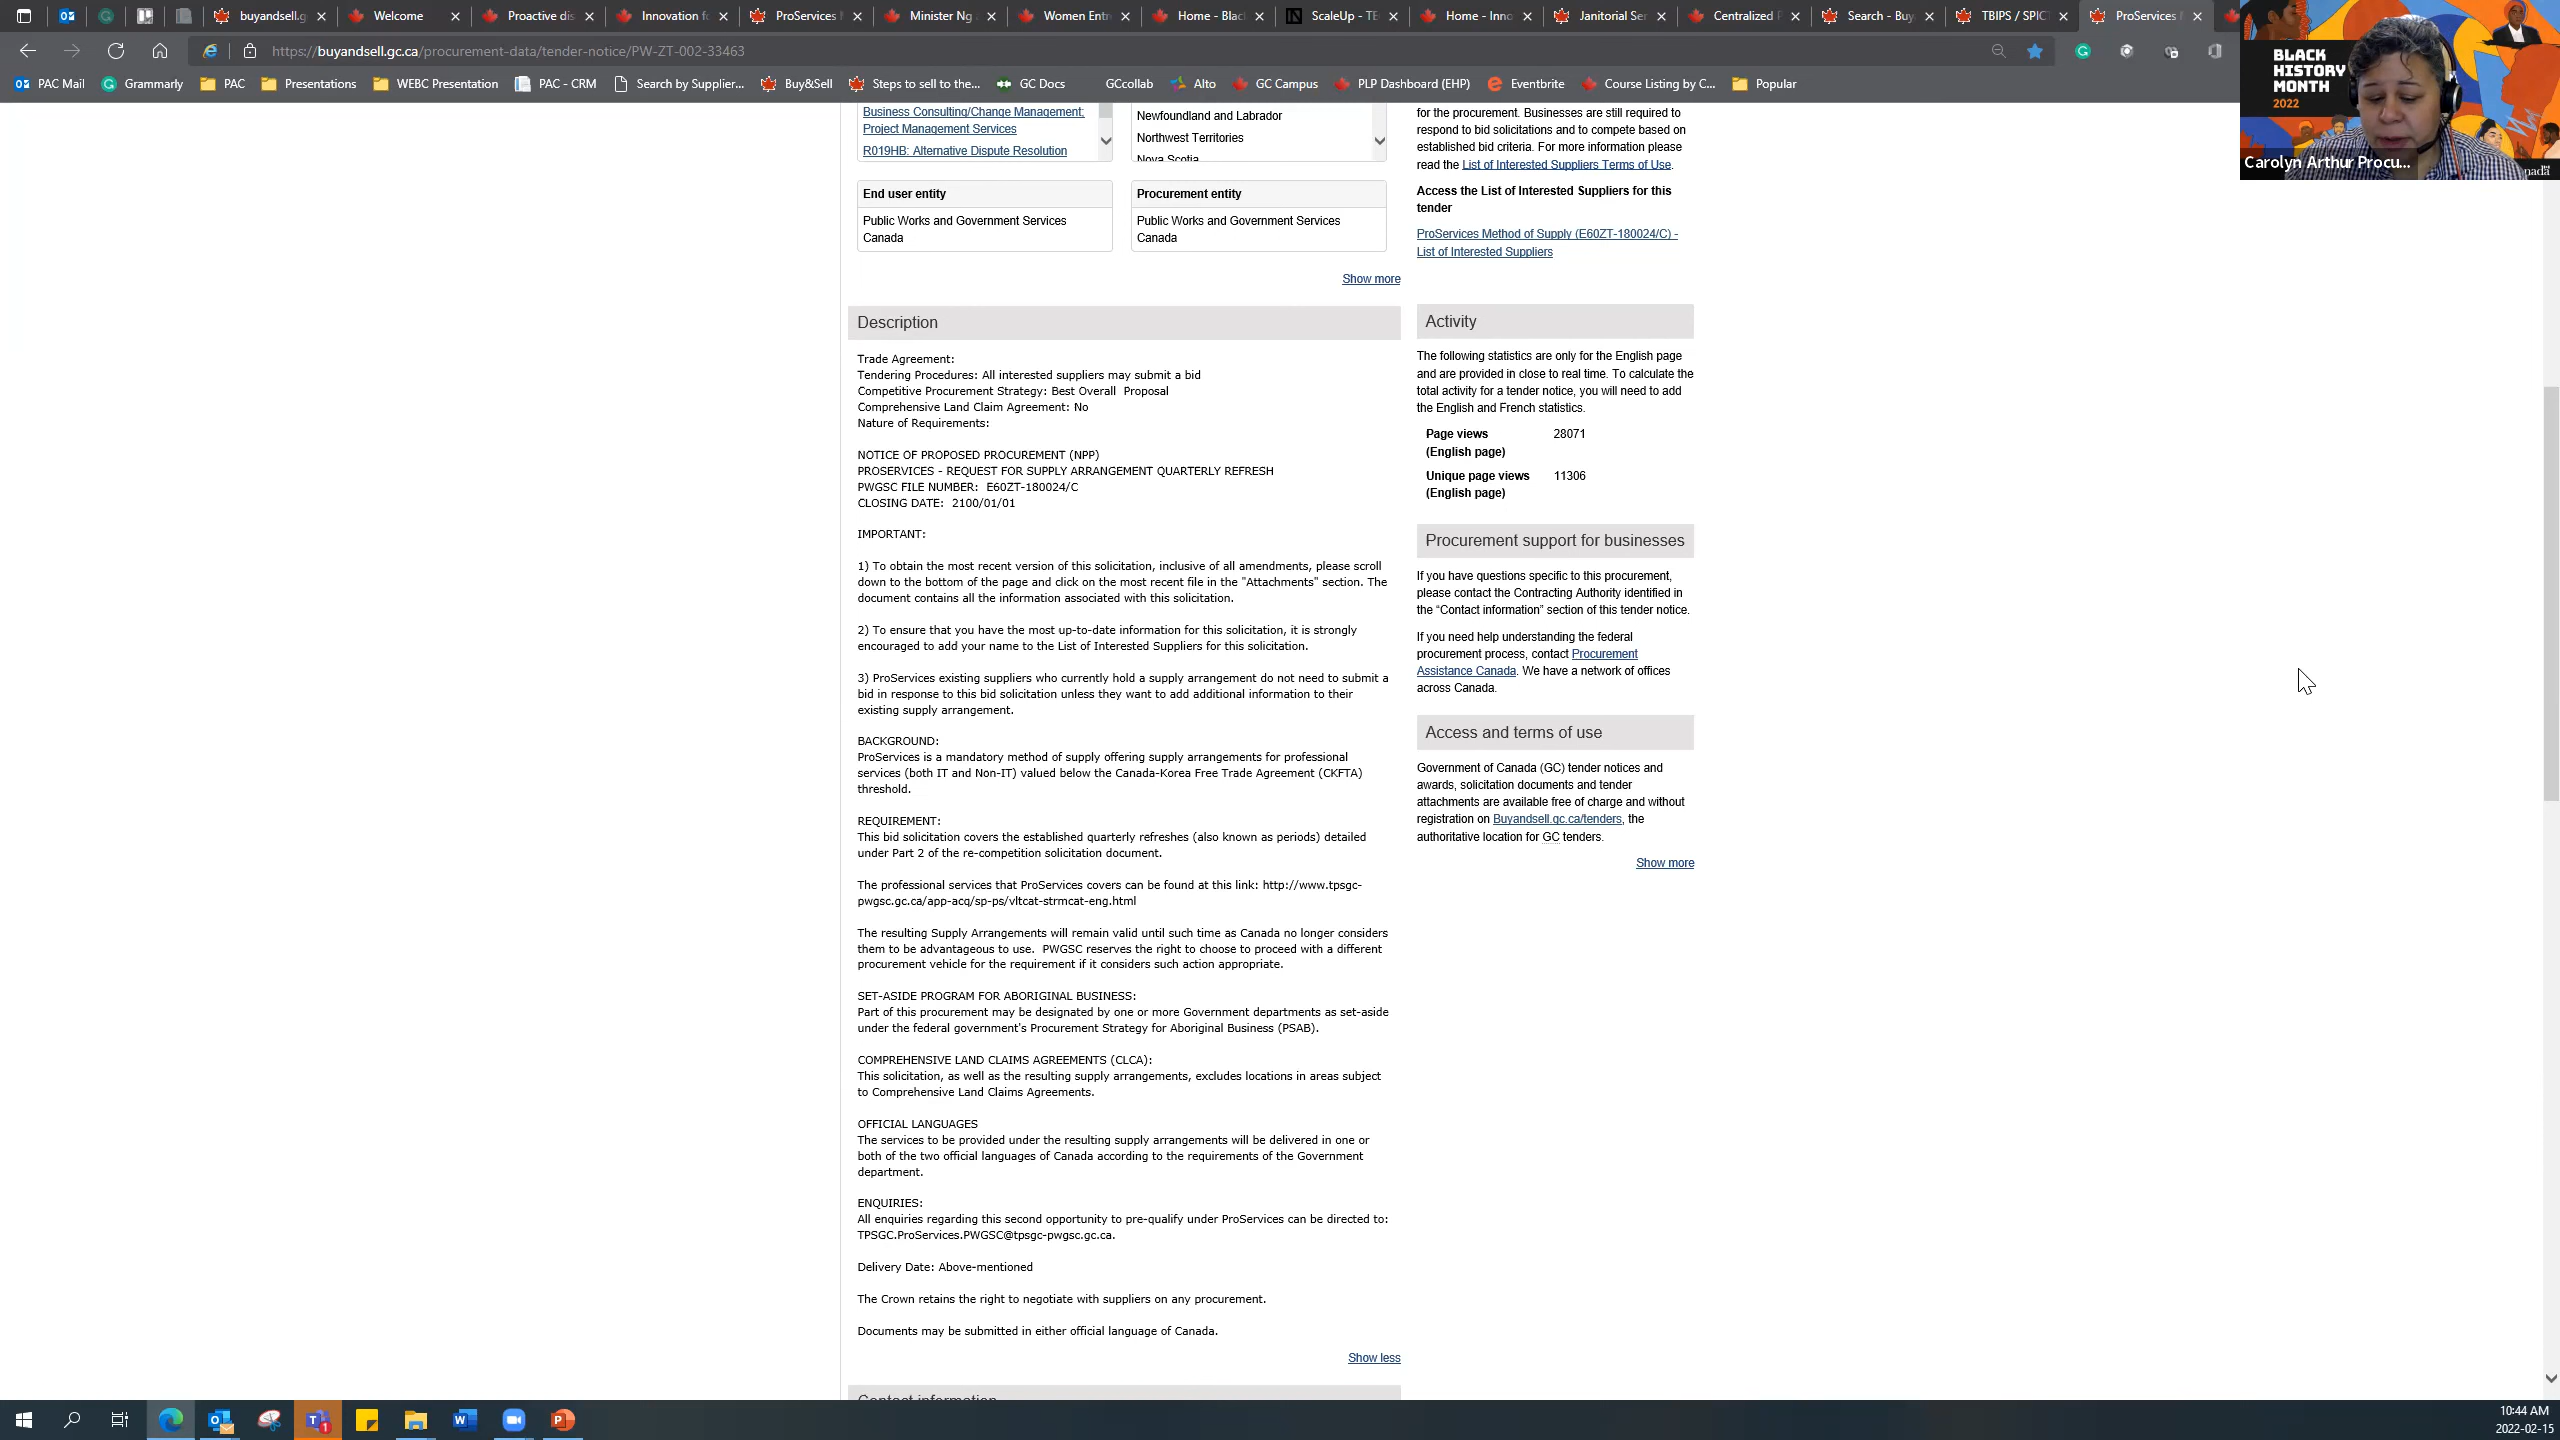 buyandsell.g
Welcome
Proactive dis
Innovation fo
ProServices M
Minister Ng A
Women Entr
Home - Blac
ScaleUp - TE
Home - Inno
Janitorial Ser
Centralized P
Search - Buy
TBIPS / SPIC
ProServices M
https://buyandsell.gc.ca/procurement-data/tender-notice/PW-ZT-002-33463
PAC Mail
Grammarly
PAC
Presentations
WEBC Presentation
PAC - CRM
Search by Supplier...
Buy&Sell
Steps to sell to the...
GC Docs
GCcollab
Alto
GC Campus
PLP Dashboard (EHP)
Eventbrite
Course Listing by C...
Popular
BLACK
HISTORY
MONTH
2022
Carolyn Arthur Procu...
nada
Business Consulting/Change Management;
Project Management Services
R019HB: Alternative Dispute Resolution
Newfoundland and Labrador
Northwest Territories
Nova Scotia
End user entity
Public Works and Government Services
Canada
Procurement entity
Public Works and Government Services
Canada
Show more
for the procurement. Businesses are still required to
respond to bid solicitations and to compete based on
established bid criteria. For more information please
read the List of Interested Suppliers Terms of Use.
Access the List of Interested Suppliers for this
tender
ProServices Method of Supply (E60ZT-180024/C) -
List of Interested Suppliers
Description
Trade Agreement:
Tendering Procedures: All interested suppliers may submit a bid
Competitive Procurement Strategy: Best Overall  Proposal
Comprehensive Land Claim Agreement: No
Nature of Requirements:
NOTICE OF PROPOSED PROCUREMENT (NPP)
PROSERVICES - REQUEST FOR SUPPLY ARRANGEMENT QUARTERLY REFRESH
PWGSC FILE NUMBER:  E60ZT-180024/C
CLOSING DATE:  2100/01/01
IMPORTANT:
1) To obtain the most recent version of this solicitation, inclusive of all amendments, please scroll
down to the bottom of the page and click on the most recent file in the "Attachments" section. The
document contains all the information associated with this solicitation.
2) To ensure that you have the most up-to-date information for this solicitation, it is strongly
encouraged to add your name to the List of Interested Suppliers for this solicitation.
3) ProServices existing suppliers who currently hold a supply arrangement do not need to submit a
bid in response to this bid solicitation unless they want to add additional information to their
existing supply arrangement.
BACKGROUND:
ProServices is a mandatory method of supply offering supply arrangements for professional
services (both IT and Non-IT) valued below the Canada-Korea Free Trade Agreement (CKFTA)
threshold.
REQUIREMENT:
This bid solicitation covers the established quarterly refreshes (also known as periods) detailed
under Part 2 of the re-competition solicitation document.
The professional services that ProServices covers can be found at this link: http://www.tpsgc-
pwgsc.gc.ca/app-acq/sp-ps/vltcat-strmcat-eng.html
The resulting Supply Arrangements will remain valid until such time as Canada no longer considers
them to be advantageous to use.  PWGSC reserves the right to choose to proceed with a different
procurement vehicle for the requirement if it considers such action appropriate.
SET-ASIDE PROGRAM FOR ABORIGINAL BUSINESS:
Part of this procurement may be designated by one or more Government departments as set-aside
under the federal government's Procurement Strategy for Aboriginal Business (PSAB).
COMPREHENSIVE LAND CLAIMS AGREEMENTS (CLCA):
This solicitation, as well as the resulting supply arrangements, excludes locations in areas subject
to Comprehensive Land Claims Agreements.
OFFICIAL LANGUAGES
The services to be provided under the resulting supply arrangements will be delivered in one or
both of the two official languages of Canada according to the requirements of the Government
department.
ENQUIRIES:
All enquiries regarding this second opportunity to pre-qualify under ProServices can be directed to:
TPSGC.ProServices.PWGSC@tpsgc-pwgsc.gc.ca.
Delivery Date: Above-mentioned
The Crown retains the right to negotiate with suppliers on any procurement.
Documents may be submitted in either official language of Canada.
Show less
Contact information
Activity
The following statistics are only for the English page
and are provided in close to real time. To calculate the
total activity for a tender notice, you will need to add
the English and French statistics.
Page views 28071
(English page)
Unique page views 11306
(English page)
Procurement support for businesses
If you have questions specific to this procurement,
please contact the Contracting Authority identified in
the “Contact information” section of this tender notice.
If you need help understanding the federal
procurement process, contact Procurement
Assistance Canada. We have a network of offices
across Canada.
Access and terms of use
Government of Canada (GC) tender notices and
awards, solicitation documents and tender
attachments are available free of charge and without
registration on Buyandsell.gc.ca/tenders, the
authoritative location for GC tenders.
Show more
10:44 AM
2022-02-15